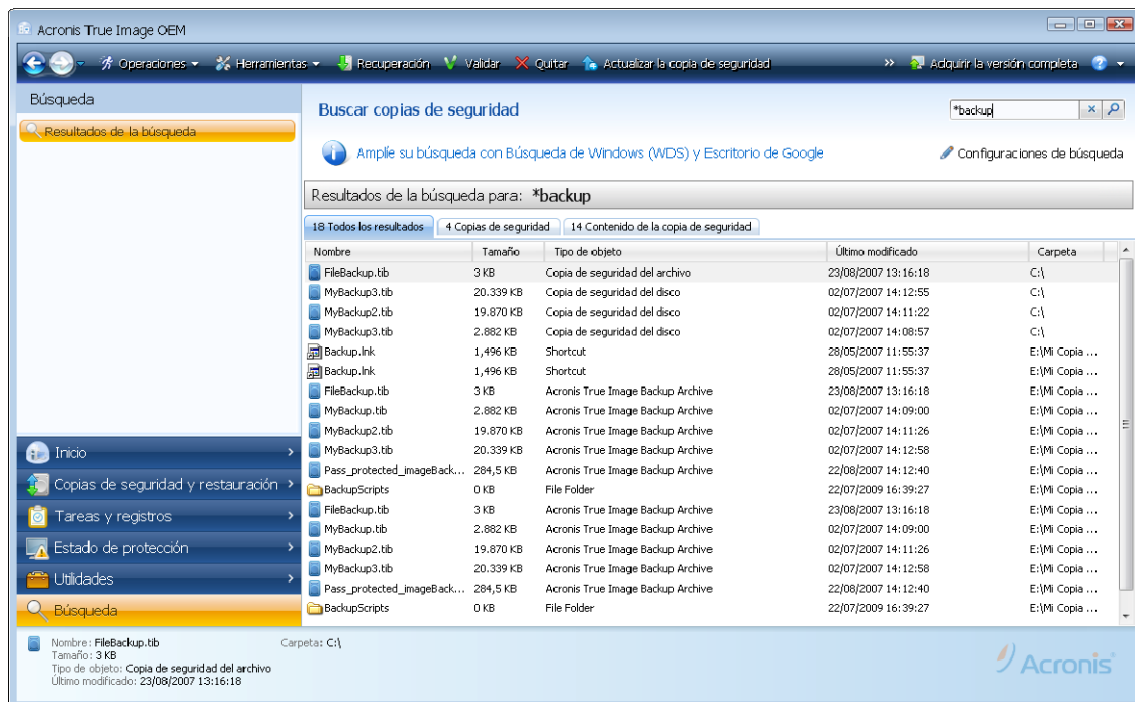 Acronis True Image OEM
Operaciones Herramientas Recuperación Validar Quitar Actualizar la copia de seguridad » Adquirir la versión completa
Búsqueda
Resultados de la búsqueda
Buscar copias de seguridad
*backup
Amplíe su búsqueda con Búsqueda de Windows (WDS) y Escritorio de Google
Configuraciones de búsqueda
Resultados de la búsqueda para: *backup
18 Todos los resultados 4 Copias de seguridad 14 Contenido de la copia de seguridad
Nombre Tamaño Tipo de objeto Último modificado Carpeta
FileBackup.tib 3 KB Copia de seguridad del archivo 23/08/2007 13:16:18 C:\
MyBackup3.tib 20.339 KB Copia de seguridad del disco 02/07/2007 14:12:55 C:\
MyBackup2.tib 19.870 KB Copia de seguridad del disco 02/07/2007 14:11:22 C:\
MyBackup3.tib 2.882 KB Copia de seguridad del disco 02/07/2007 14:08:57 C:\
Backup.lnk 1,496 KB Shortcut 28/05/2007 11:55:37 E:\Mi Copia ...
Backup.lnk 1,496 KB Shortcut 28/05/2007 11:55:37 E:\Mi Copia ...
FileBackup.tib 3 KB Acronis True Image Backup Archive 23/08/2007 13:16:18 E:\Mi Copia ...
MyBackup.tib 2.882 KB Acronis True Image Backup Archive 02/07/2007 14:09:00 E:\Mi Copia ...
MyBackup2.tib 19.870 KB Acronis True Image Backup Archive 02/07/2007 14:11:26 E:\Mi Copia ...
MyBackup3.tib 20.339 KB Acronis True Image Backup Archive 02/07/2007 14:12:58 E:\Mi Copia ...
Pass_protected_imageBack... 284,5 KB Acronis True Image Backup Archive 22/08/2007 14:12:40 E:\Mi Copia ...
BackupScripts 0 KB File Folder 22/07/2009 16:39:27 E:\Mi Copia ...
FileBackup.tib 3 KB Acronis True Image Backup Archive 23/08/2007 13:16:18 E:\Mi Copia ...
MyBackup.tib 2.882 KB Acronis True Image Backup Archive 02/07/2007 14:09:00 E:\Mi Copia ...
MyBackup2.tib 19.870 KB Acronis True Image Backup Archive 02/07/2007 14:11:26 E:\Mi Copia ...
MyBackup3.tib 20.339 KB Acronis True Image Backup Archive 02/07/2007 14:12:58 E:\Mi Copia ...
Pass_protected_imageBack... 284,5 KB Acronis True Image Backup Archive 22/08/2007 14:12:40 E:\Mi Copia ...
BackupScripts 0 KB File Folder 22/07/2009 16:39:27 E:\Mi Copia ...
Inicio
Copias de seguridad y restauración
Tareas y registros
Estado de protección
Utilidades
Búsqueda
Nombre: FileBackup.tib Carpeta: C:\
Tamaño: 3 KB
Tipo de objeto: Copia de seguridad del archivo
Último modificado: 23/08/2007 13:16:18
Acronis